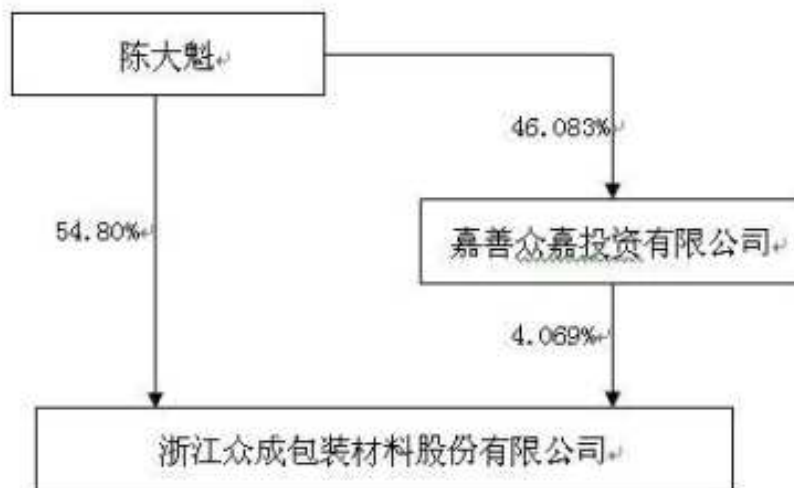 陈大魁
46.083%
54.80%
嘉善众嘉投资有限公司
4.069%
浙江众成包装材料股份有限公司